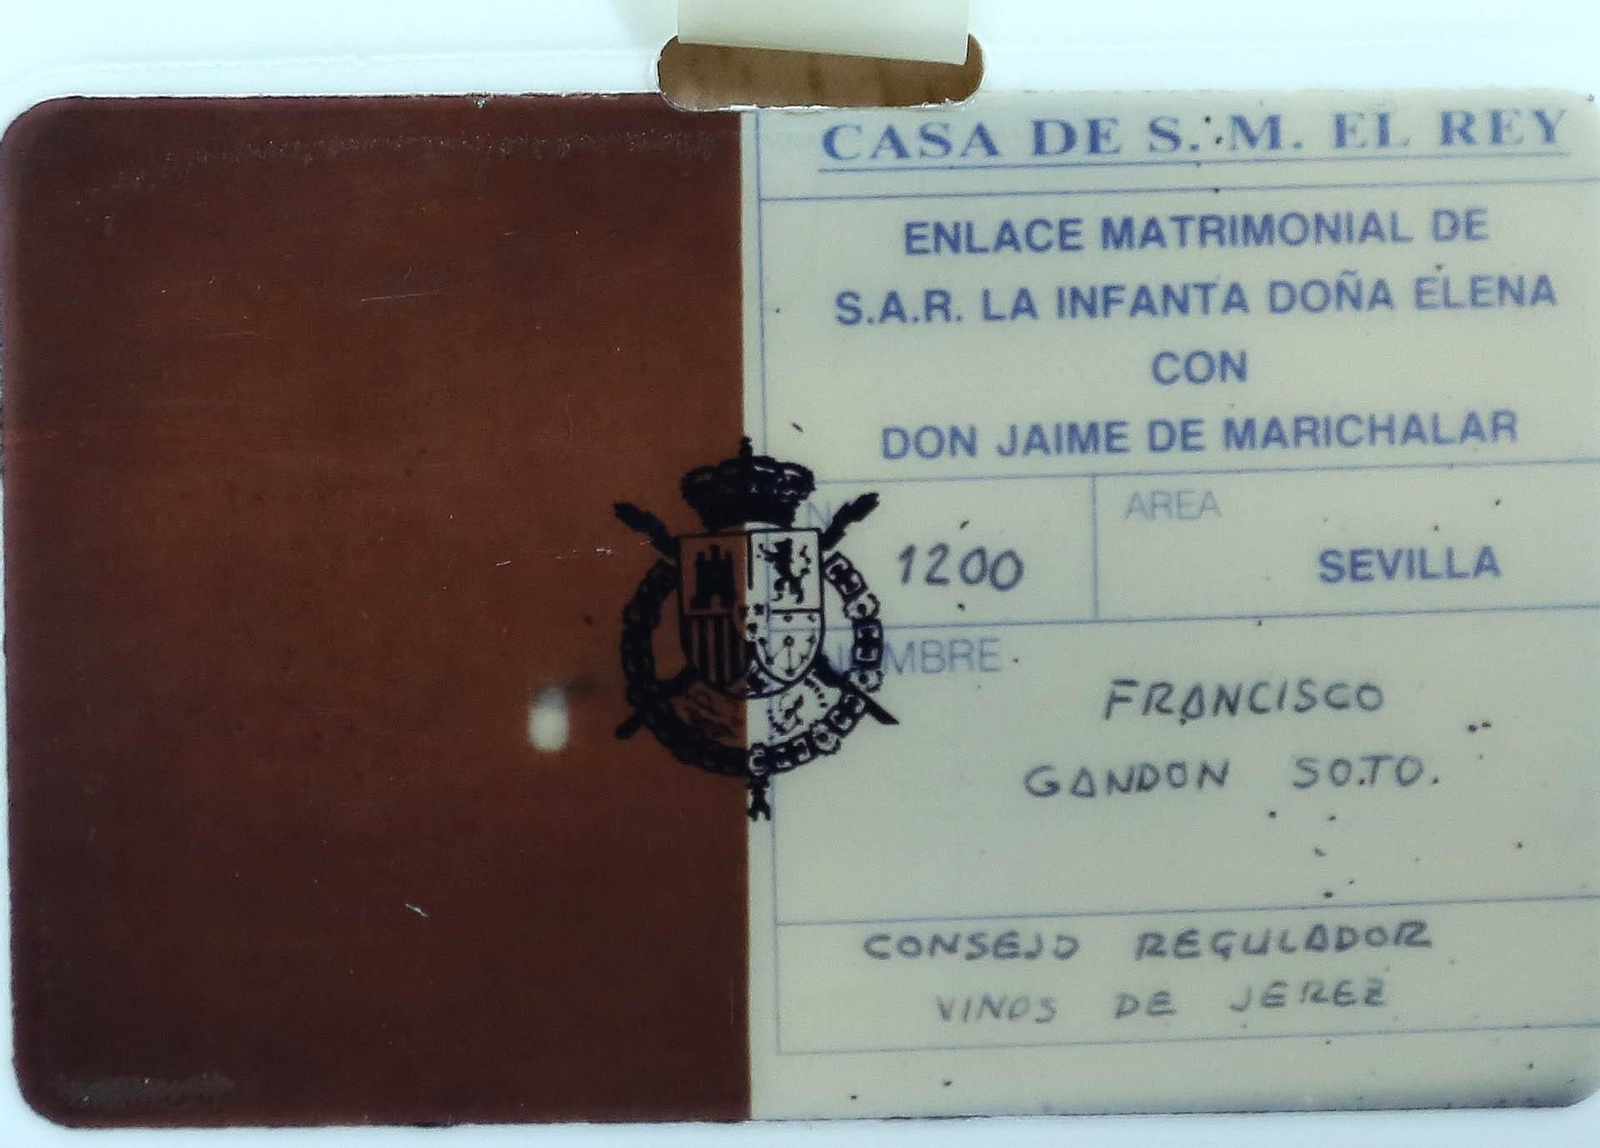 CASA DE S. M. EL REY
ENLACE MATRIMONIAL DE
S.A.R. LA INFANTA DOÑA ELENA
CON
DON JAIME DE MARICHALAR
N
AREA
1200
SEVILLA
NOMBRE
FRANCISCO
GANDON SOTO.
CONSEJO REGULADOR
VINOS DE JEREZ